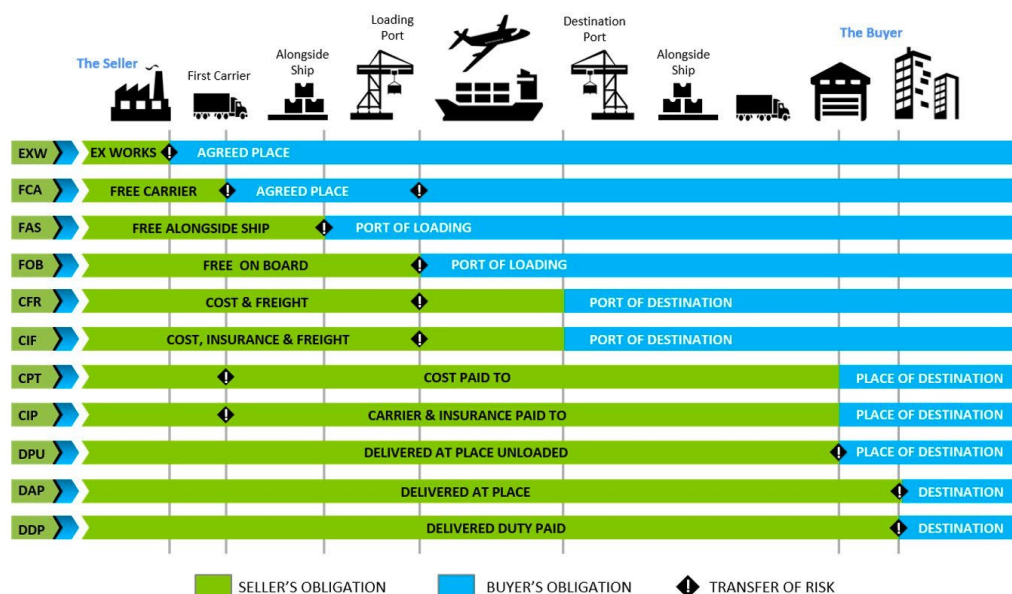 The Seller
First Carrier
Alongside
Ship
Loading
Port
Destination
Port
Alongside
Ship
The Buyer
EXW EX WORKS ! AGREED PLACE
FCA FREE CARRIER ! AGREED PLACE !
FAS FREE ALONGSIDE SHIP ! PORT OF LOADING
FOB FREE ON BOARD ! PORT OF LOADING
CFR COST & FREIGHT ! PORT OF DESTINATION
CIF COST, INSURANCE & FREIGHT ! PORT OF DESTINATION
CPT ! COST PAID TO PLACE OF DESTINATION
CIP ! CARRIER & INSURANCE PAID TO PLACE OF DESTINATION
DPU DELIVERED AT PLACE UNLOADED ! PLACE OF DESTINATION
DAP DELIVERED AT PLACE ! DESTINATION
DDP DELIVERED DUTY PAID ! DESTINATION
SELLER'S OBLIGATION BUYER'S OBLIGATION ! TRANSFER OF RISK